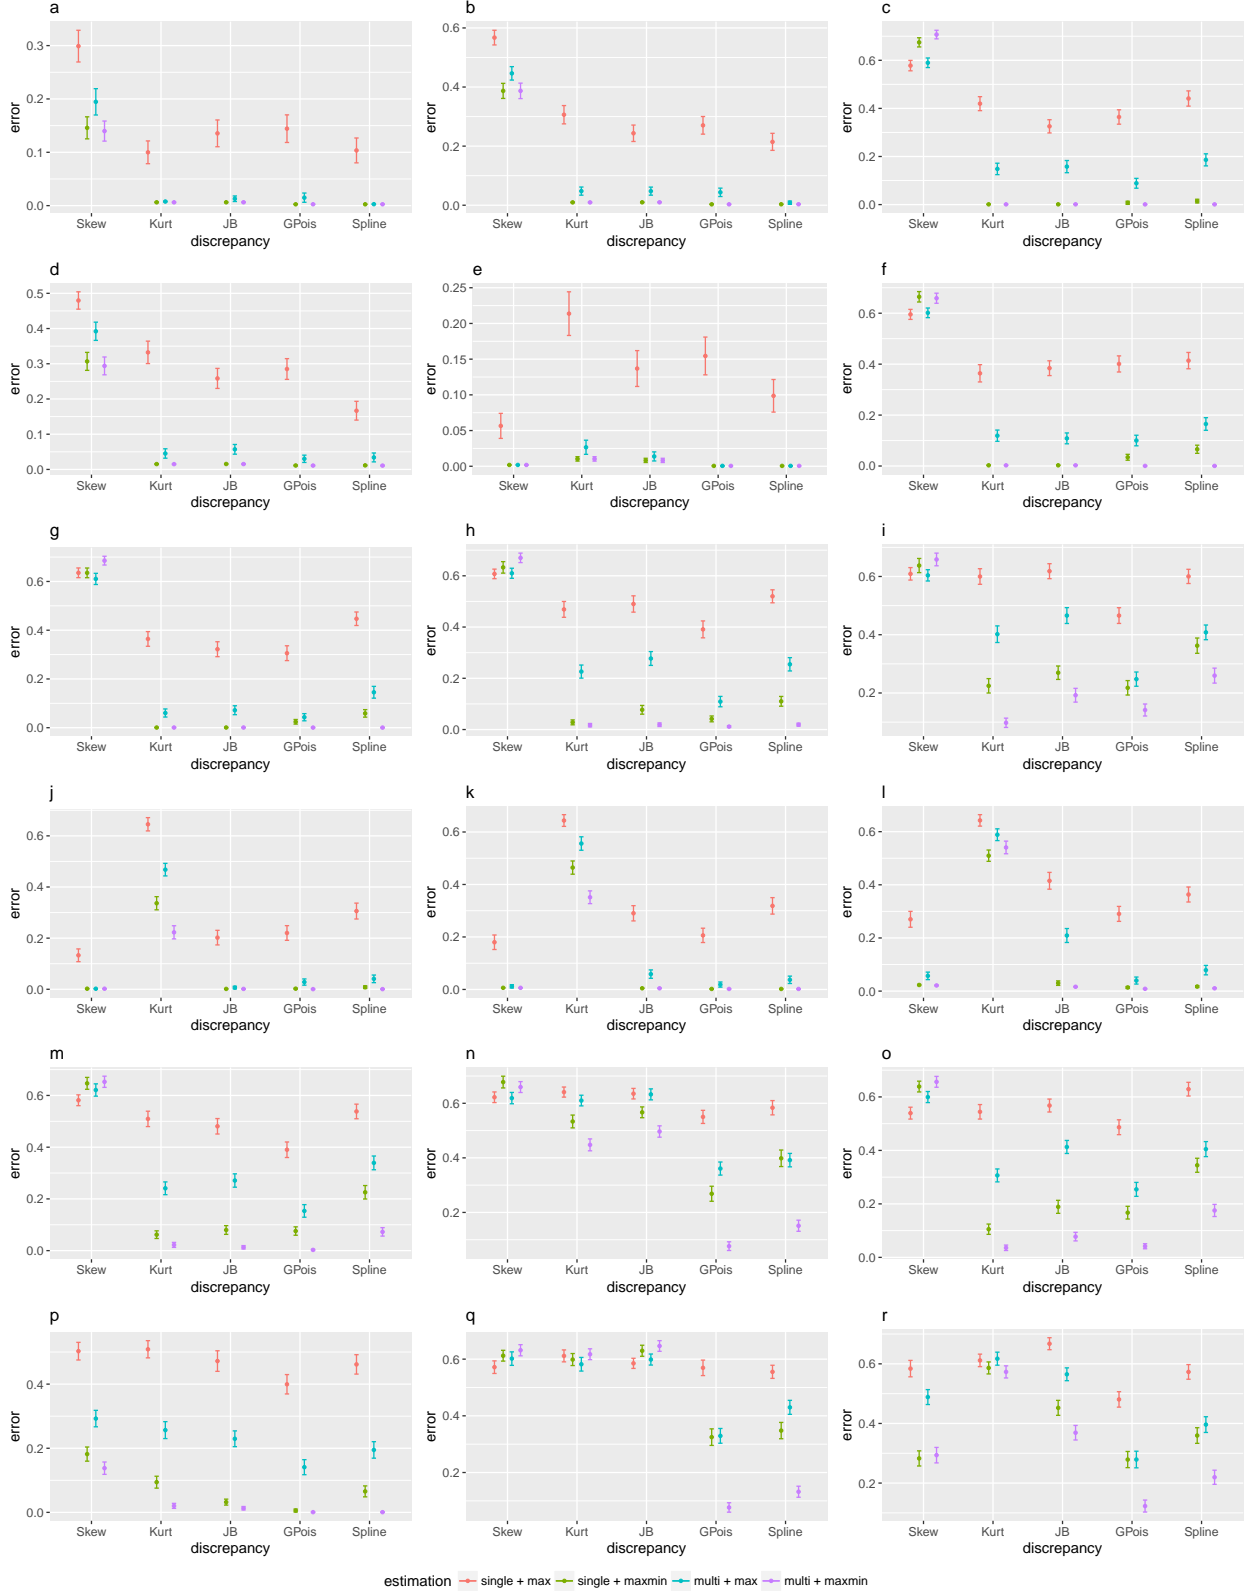 a
b
c
error
0.3
0.2
0.1
0.0
error
0.6
0.4
0.2
0.0
error
0.6
0.4
0.2
0.0
Skew Kurt JB GPois Spline
Skew Kurt JB GPois Spline
Skew Kurt JB GPois Spline
discrepancy
discrepancy
discrepancy
d
e
f
error
0.5
0.4
0.3
0.2
0.1
0.0
error
0.25
0.20
0.15
0.10
0.05
0.00
error
0.6
0.4
0.2
0.0
Skew Kurt JB GPois Spline
Skew Kurt JB GPois Spline
Skew Kurt JB GPois Spline
discrepancy
discrepancy
discrepancy
g
h
i
error
0.6
0.4
0.2
0.0
error
0.6
0.4
0.2
0.0
error
0.6
0.4
0.2
Skew Kurt JB GPois Spline
Skew Kurt JB GPois Spline
Skew Kurt JB GPois Spline
discrepancy
discrepancy
discrepancy
j
k
l
error
0.6
0.4
0.2
0.0
error
0.6
0.4
0.2
0.0
error
0.6
0.4
0.2
0.0
Skew Kurt JB GPois Spline
Skew Kurt JB GPois Spline
Skew Kurt JB GPois Spline
discrepancy
discrepancy
discrepancy
m
n
o
error
0.6
0.4
0.2
0.0
error
0.6
0.4
0.2
error
0.6
0.4
0.2
0.0
Skew Kurt JB GPois Spline
Skew Kurt JB GPois Spline
Skew Kurt JB GPois Spline
discrepancy
discrepancy
discrepancy
p
q
r
error
0.4
0.2
0.0
error
0.6
0.4
0.2
error
0.6
0.4
0.2
Skew Kurt JB GPois Spline
Skew Kurt JB GPois Spline
Skew Kurt JB GPois Spline
discrepancy
discrepancy
discrepancy
estimation single + max single + maxmin multi + max multi + maxmin